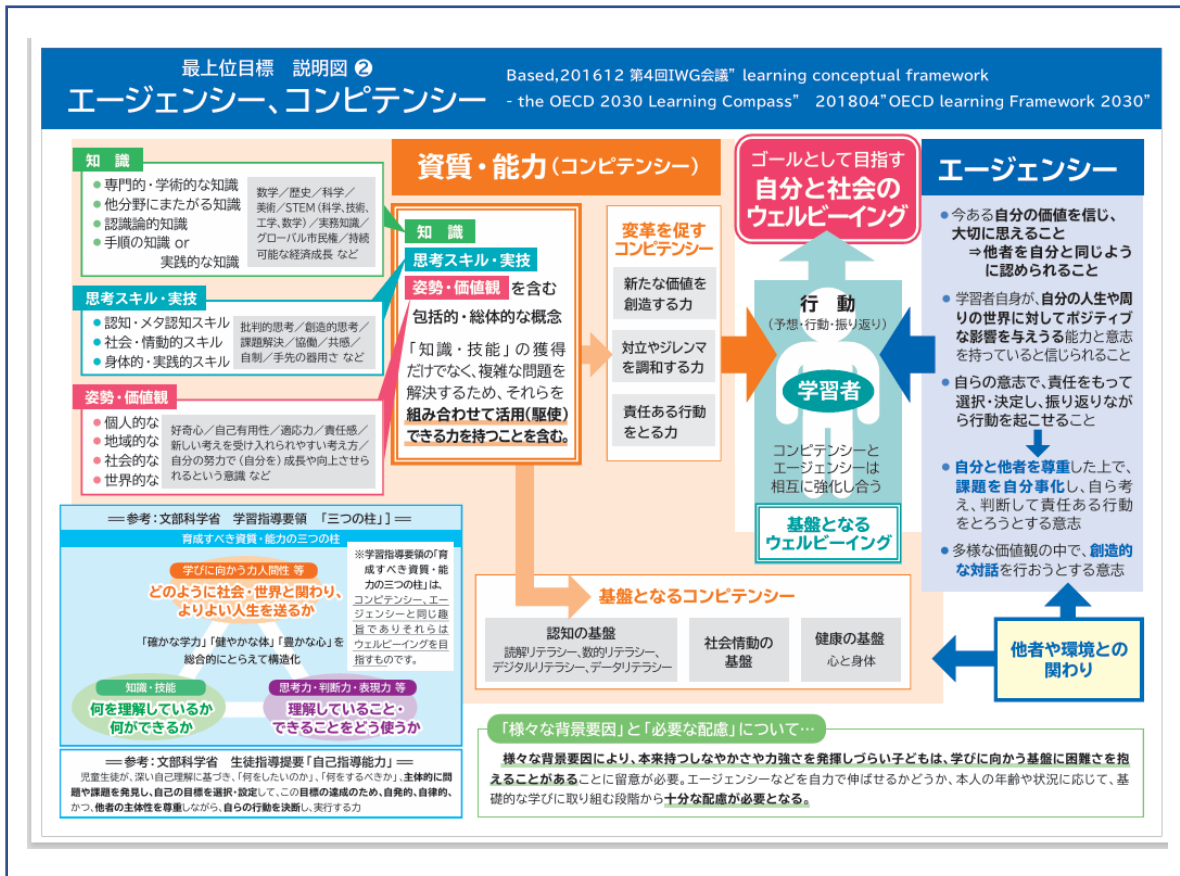 最上位目標 説明図 ❷
エージェンシー、コンピテンシー
Based,201612 第4回IWG会議” learning conceptual framework
- the OECD 2030 Learning Compass” 201804”OECD learning Framework 2030”
知 識
● 専門的・学術的な知識
● 他分野にまたがる知識
● 認識論的知識
● 手順の知識 or
実践的な知識
数学／歴史／科学／
美術／STEM（科学、技術、
工学、数学）／実務知識／
グローバル市民権／持続
可能な経済成長 など
思考スキル・実技
● 認知・メタ認知スキル
● 社会・情動的スキル
● 身体的・実践的スキル
批判的思考／創造的思考／
課題解決／協働／共感／
自制／手先の器用さ など
姿勢・価値観
● 個人的な
● 地域的な
● 社会的な
● 世界的な
好奇心／自己有用性／適応力／責任感／
新しい考えを受け入れられやすい考え方／
自分の努力で（自分を）成長や向上させら
れるという意識 など
資質・能力（コンピテンシー）
知 識
思考スキル・実技
姿勢・価値観 を含む
包括的・総体的な概念
「知識・技能」の獲得
だけでなく、複雑な問題を
解決するため、それらを
組み合わせて活用（駆使）
できる力を持つことを含む。
変革を促す
コンピテンシー
新たな価値を
創造する力
対立やジレンマ
を調和する力
責任ある行動
をとる力
ゴールとして目指す
自分と社会の
ウェルビーイング
行 動
（予想・行動・振り返り）
学習者
コンピテンシーと
エージェンシーは
相互に強化し合う
基盤となる
ウェルビーイング
エージェンシー
● 今ある自分の価値を信じ、
大切に思えること
⇒他者を自分と同じよう
に認められること
● 学習者自身が、自分の人生や周
りの世界に対してポジティブ
な影響を与えうる能力と意志
を持っていると信じられること
● 自らの意志で、責任をもって
選択・決定し、振り返りなが
ら行動を起こせること
● 自分と他者を尊重した上で、
課題を自分事化し、自ら考
え、判断して責任ある行動
をとろうとする意志
● 多様な価値観の中で、創造的
な対話を行おうとする意志
基盤となるコンピテンシー
認知の基盤
読解リテラシー、数的リテラシー、
デジタルリテラシー、データリテラシー
社会情動の
基盤
健康の基盤
心と身体
他者や環境との
関わり
＝参考：文部科学省 学習指導要領 「三つの柱」］＝
育成すべき資質・能力の三つの柱
学びに向かう力人間性 等
どのように社会・世界と関わり、
よりよい人生を送るか
「確かな学力」「健やかな体」「豊かな心」を
総合的にとらえて構造化
知識・技能
何を理解しているか
何ができるか
思考力・判断力・表現力 等
理解していること・
できることをどう使うか
※学習指導要領の「育
成すべき資質・能
力の三つの柱」は、
コンピテンシー、エー
ジェンシーと同じ趣
旨でありそれらは
ウェルビーイングを目
指すものです。
＝参考：文部科学省 生徒指導提要「自己指導能力」＝
児童生徒が、深い自己理解に基づき、「何をしたいのか」、「何をするべきか」、主体的に問
題や課題を発見し、自己の目標を選択・設定して、この目標の達成のため、自発的、自律的、
かつ、他者の主体性を尊重しながら、自らの行動を決断し、実行する力
「様々な背景要因」と「必要な配慮」について…
様々な背景要因により、本来持つしなやかさや力強さを発揮しづらい子どもは、学びに向かう基盤に困難さを抱
えることがあることに留意が必要。エージェンシーなどを自力で伸ばせるかどうか、本人の年齢や状況に応じて、基
礎的な学びに取り組む段階から十分な配慮が必要となる。